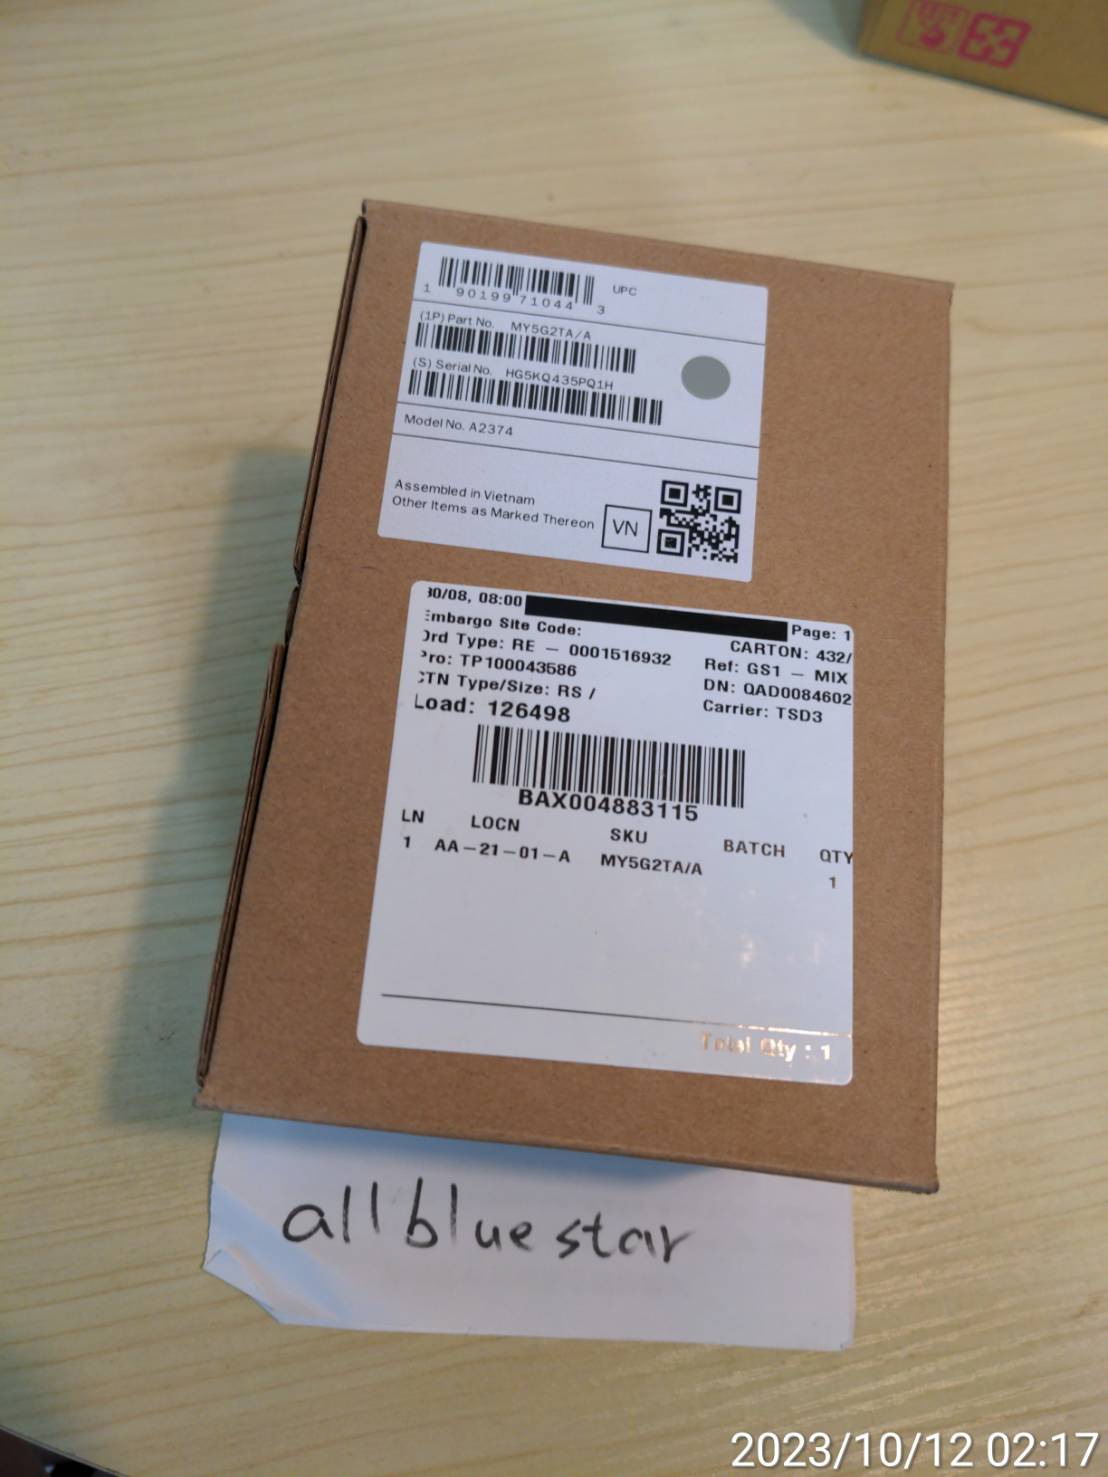 1 90199 71044 3
UPC
(1P) Part No. MY5G2TA/A
(S) Serial No. HG5KQ435PQ1H
Model No. A2374
Assembled in Vietnam
Other Items as Marked Thereon
VN
30/08, 08:00
Page: 1
Embargo Site Code:
CARTON: 432/
Ord Type: RE – 0001516932
Ref: GS1 – MIX
Pro: TP100043586
DN: QAD0084602
CTN Type/Size: RS /
Carrier: TSD3
Load: 126498
BAX004883115
LN LOCN SKU BATCH QTY
1 AA–21–01–A MY5G2TA/A 1
Total Qty : 1
allbluestar
2023/10/12 02:17